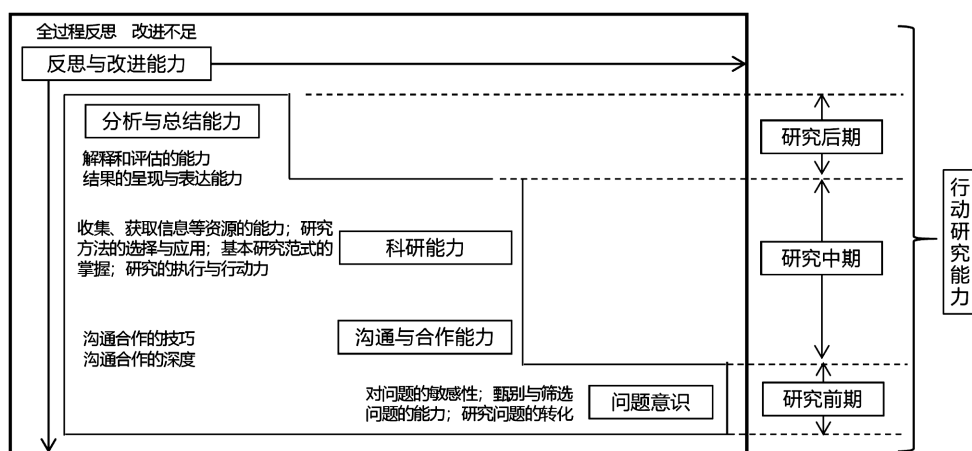 全过程反思 改进不足
反思与改进能力
分析与总结能力
解释和评估的能力
结果的呈现与表达能力
研究后期
收集、获取信息等资源的能力；研究
方法的选择与应用；基本研究范式的
掌握；研究的执行与行动力
科研能力
研究中期
沟通合作的技巧
沟通合作的深度
沟通与合作能力
对问题的敏感性；甄别与筛选
问题的能力；研究问题的转化
问题意识
研究前期
行动研究能力